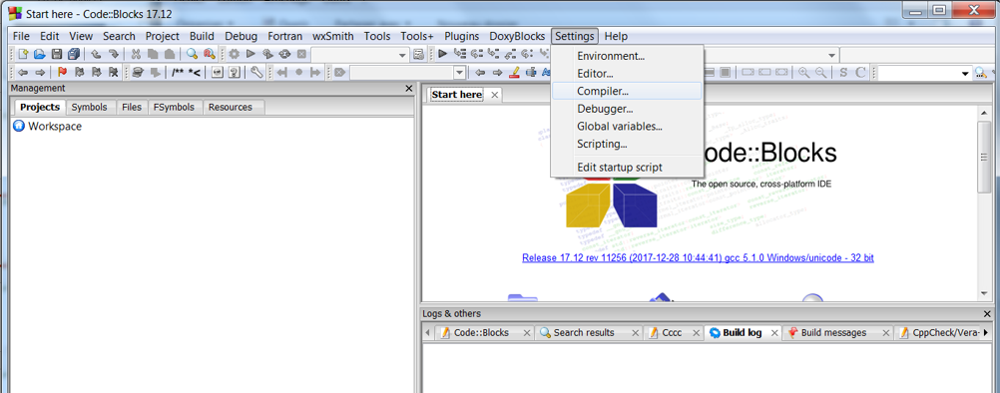 Start here - Code::Blocks 17.12
File Edit View Search Project Build Debug Fortran wxSmith Tools Tools+ Plugins DoxyBlocks Settings Help
Environment...
Editor...
Compiler...
Debugger...
Global variables...
Scripting...
Edit startup script
/** *<
S C
Management
Projects Symbols Files FSymbols Resources
Workspace
Start here
Code::Blocks
The open source, cross-platform IDE
Release 17.12 rev 11256 (2017-12-28 10:44:41) gcc 5.1.0 Windows/unicode - 32 bit
Logs & others
Code::Blocks Search results Cccc Build log Build messages CppCheck/Vera